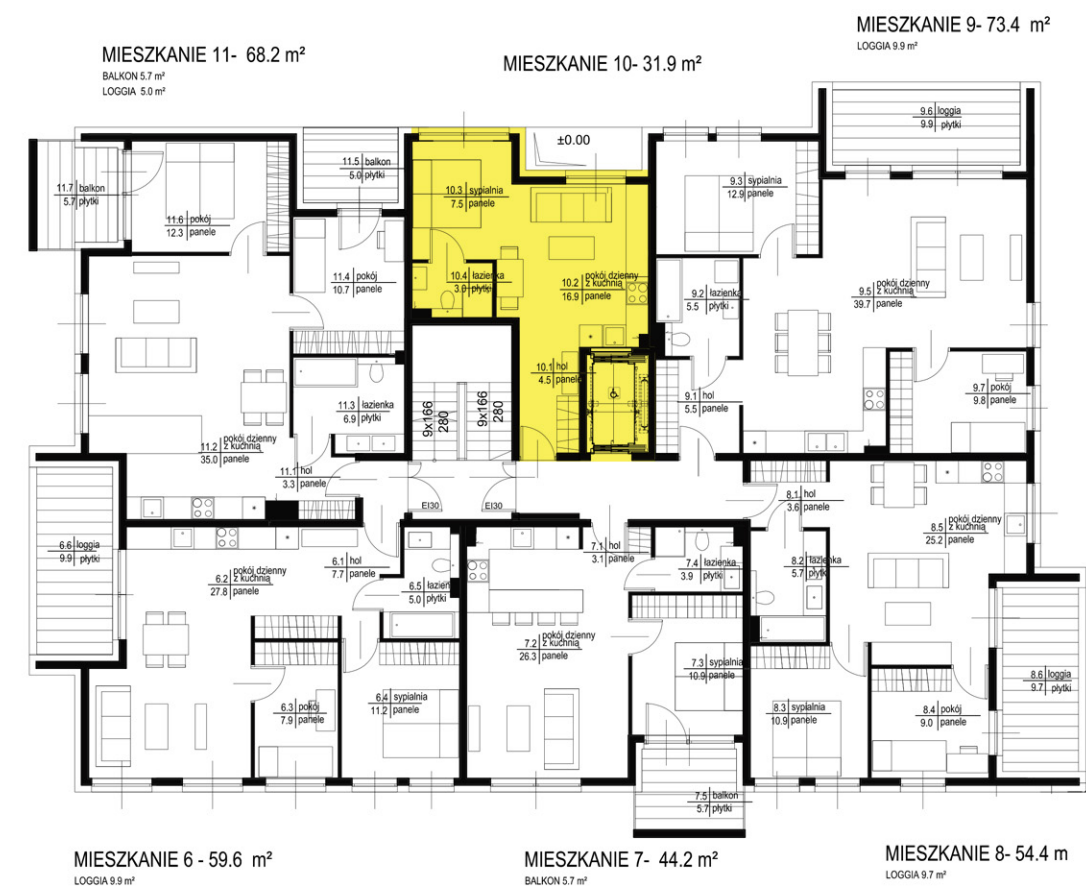 MIESZKANIE 11- 68.2 m²
BALKON 5.7 m²
LOGGIA 5.0 m²
MIESZKANIE 10- 31.9 m²
MIESZKANIE 9- 73.4 m²
LOGGIA 9.9 m²
11.7 balkon
5.7 płytki
11.6 pokój
12.3 panele
11.5 balkon
5.0 płytki
11.4 pokój
10.7 panele
11.3 łazienka
6.9 płytki
11.2 pokój dzienny
z kuchnią
35.0 panele
11.1 hol
3.3 panele
±0.00
10.3 sypialnia
7.5 panele
10.4 łazienka
3.0 płytki
10.2 pokój dzienny
z kuchnią
16.9 panele
10.1 hol
4.5 panele
9x166
280
9x166
280
EI30
EI30
9.6 loggia
9.9 płytki
9.3 sypialnia
12.9 panele
9.2 łazienka
5.5 płytki
9.5 pokój dzienny
z kuchnią
39.7 panele
9.1 hol
5.5 panele
9.7 pokój
9.8 panele
6.6 loggia
9.9 płytki
6.2 pokój dzienny
z kuchnią
27.8 panele
6.1 hol
7.7 panele
6.5 łazien
5.0 płytki
6.3 pokój
7.9 panele
6.4 sypialnia
11.2 panele
7.1 hol
3.1 panele
7.4 łazienka
3.9 płytki
7.2 pokój dzienny
z kuchnią
26.3 panele
7.3 sypialnia
10.9 panele
7.5 balkon
5.7 płytki
8.1 hol
3.6 panele
8.2 łazienka
5.7 płytki
8.5 pokój dzienny
z kuchnią
25.2 panele
8.3 sypialnia
10.9 panele
8.4 pokój
9.0 panele
8.6 loggia
9.7 płytki
MIESZKANIE 6 - 59.6 m²
LOGGIA 9.9 m²
MIESZKANIE 7- 44.2 m²
BALKON 5.7 m²
MIESZKANIE 8- 54.4 m
LOGGIA 9.7 m²